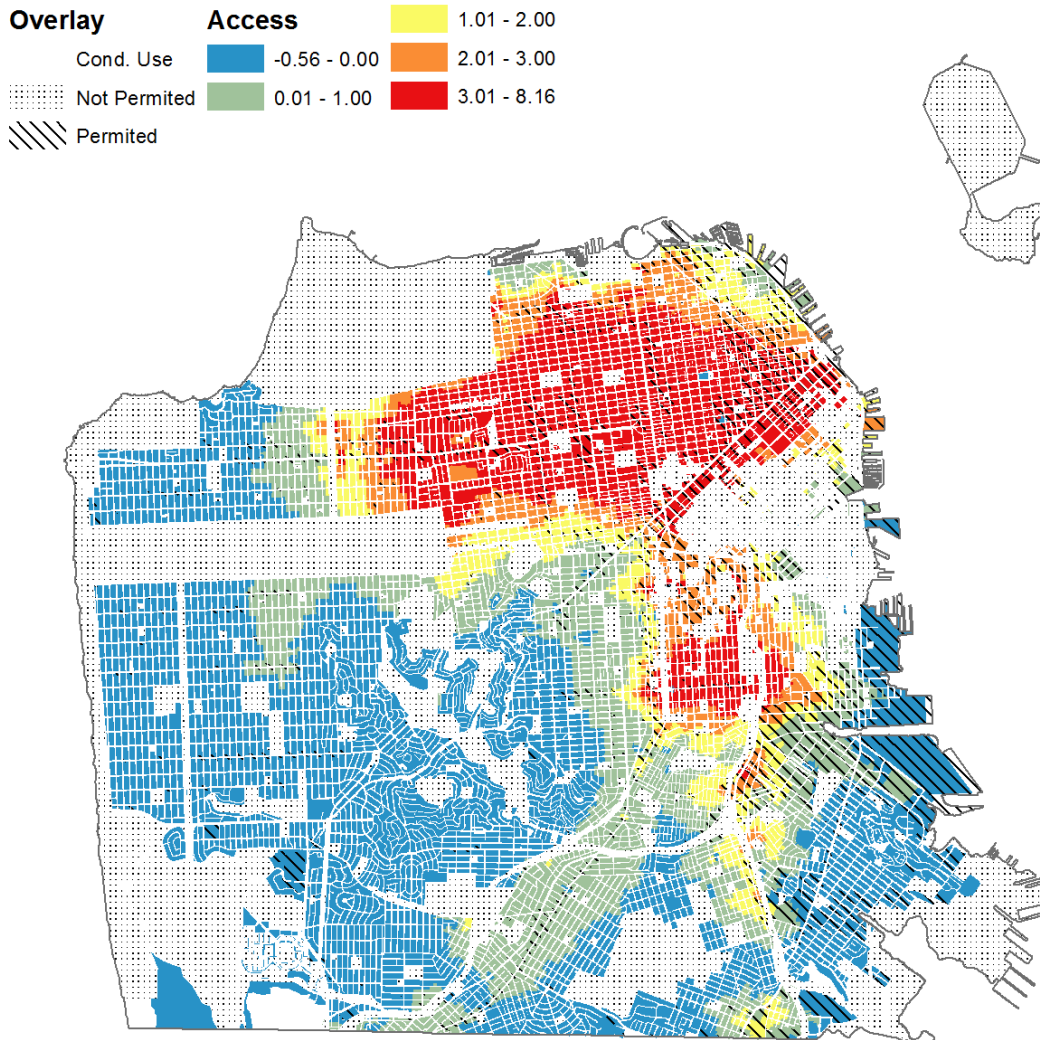 Overlay
Cond. Use
Not Permited
Permited
Access
-0.56 - 0.00
0.01 - 1.00
1.01 - 2.00
2.01 - 3.00
3.01 - 8.16